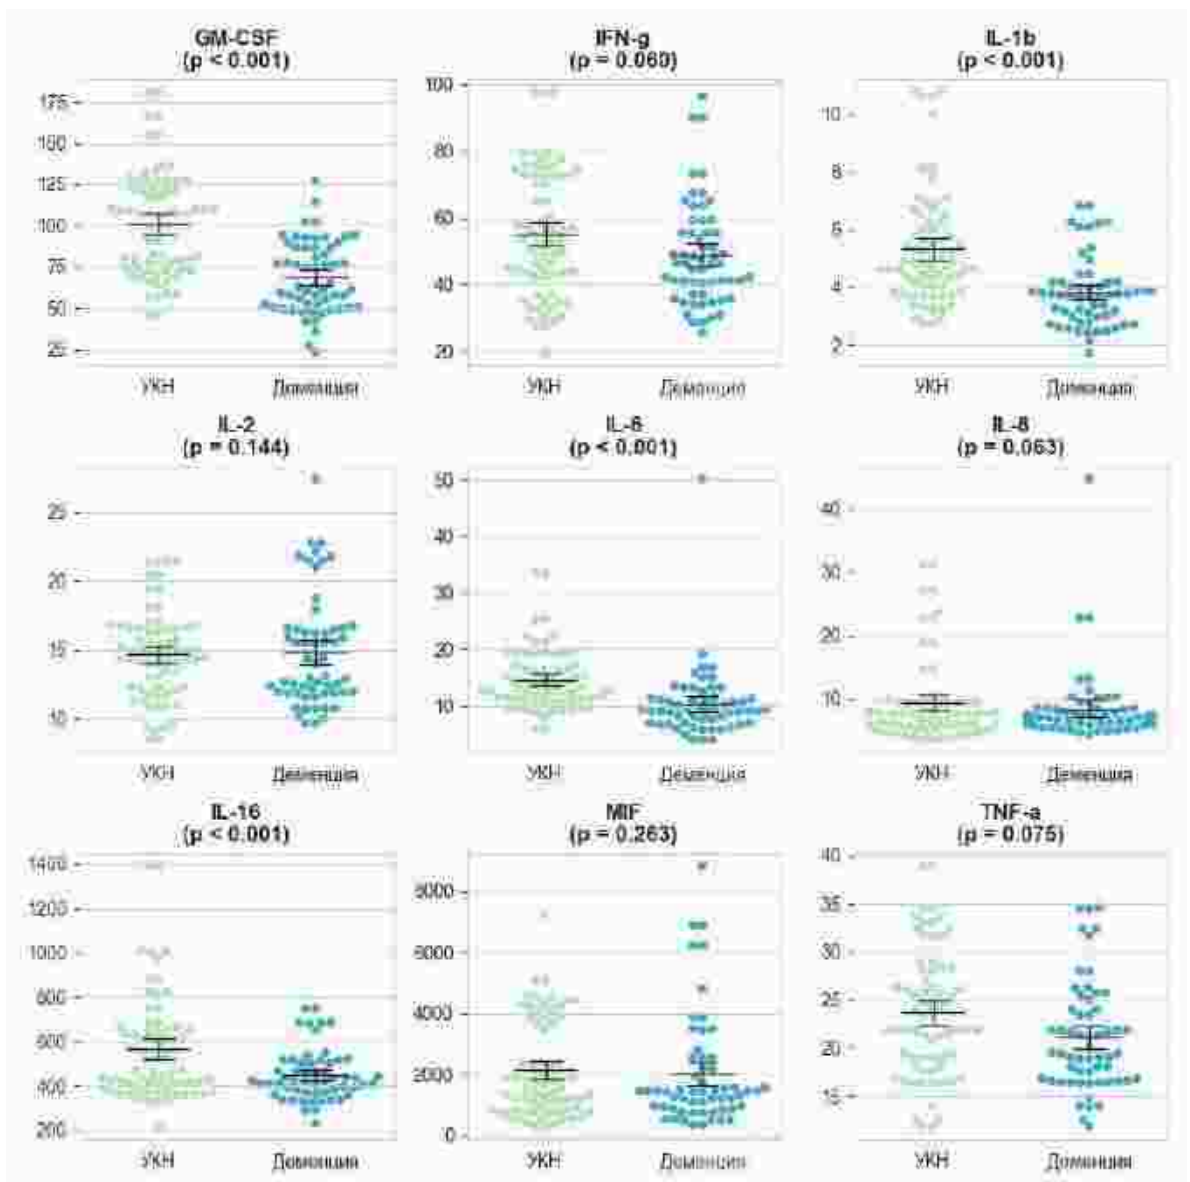 GM-CSF
(p < 0.001)
175
150
125
100
75
50
25
УКН
Деменция
IFN-g
(p = 0.060)
100
80
60
40
20
УКН
Деменция
IL-1b
(p < 0.001)
10
8
6
4
2
УКН
Деменция
IL-2
(p = 0.144)
25
20
15
10
УКН
Деменция
IL-6
(p < 0.001)
50
40
30
20
10
УКН
Деменция
IL-8
(p = 0.063)
40
30
20
10
УКН
Деменция
IL-16
(p < 0.001)
1400
1200
1000
800
600
400
200
УКН
Деменция
MIF
(p = 0.263)
8000
6000
4000
2000
0
УКН
Деменция
TNF-a
(p = 0.075)
40
35
30
25
20
15
УКН
Деменция